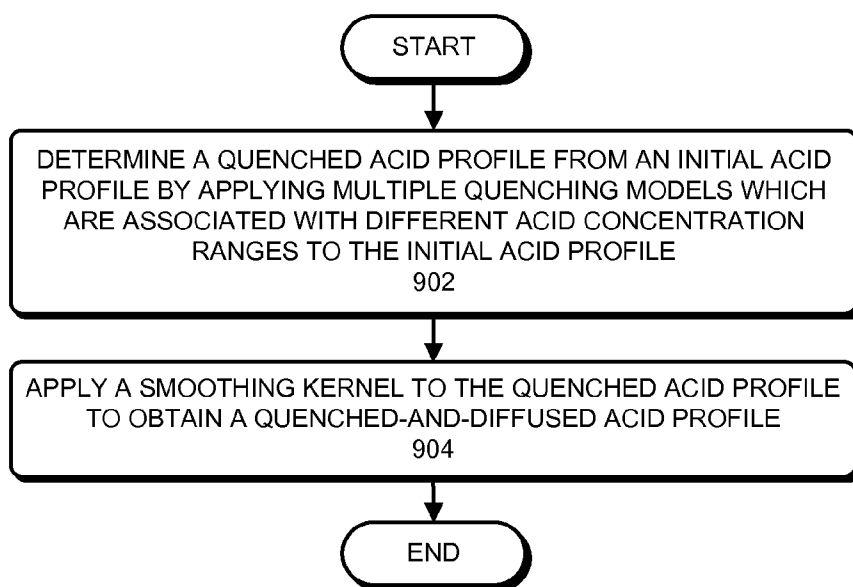 START
DETERMINE A QUENCHED ACID PROFILE FROM AN INITIAL ACID
PROFILE BY APPLYING MULTIPLE QUENCHING MODELS WHICH
ARE ASSOCIATED WITH DIFFERENT ACID CONCENTRATION
RANGES TO THE INITIAL ACID PROFILE
902
APPLY A SMOOTHING KERNEL TO THE QUENCHED ACID PROFILE
TO OBTAIN A QUENCHED-AND-DIFFUSED ACID PROFILE
904
END